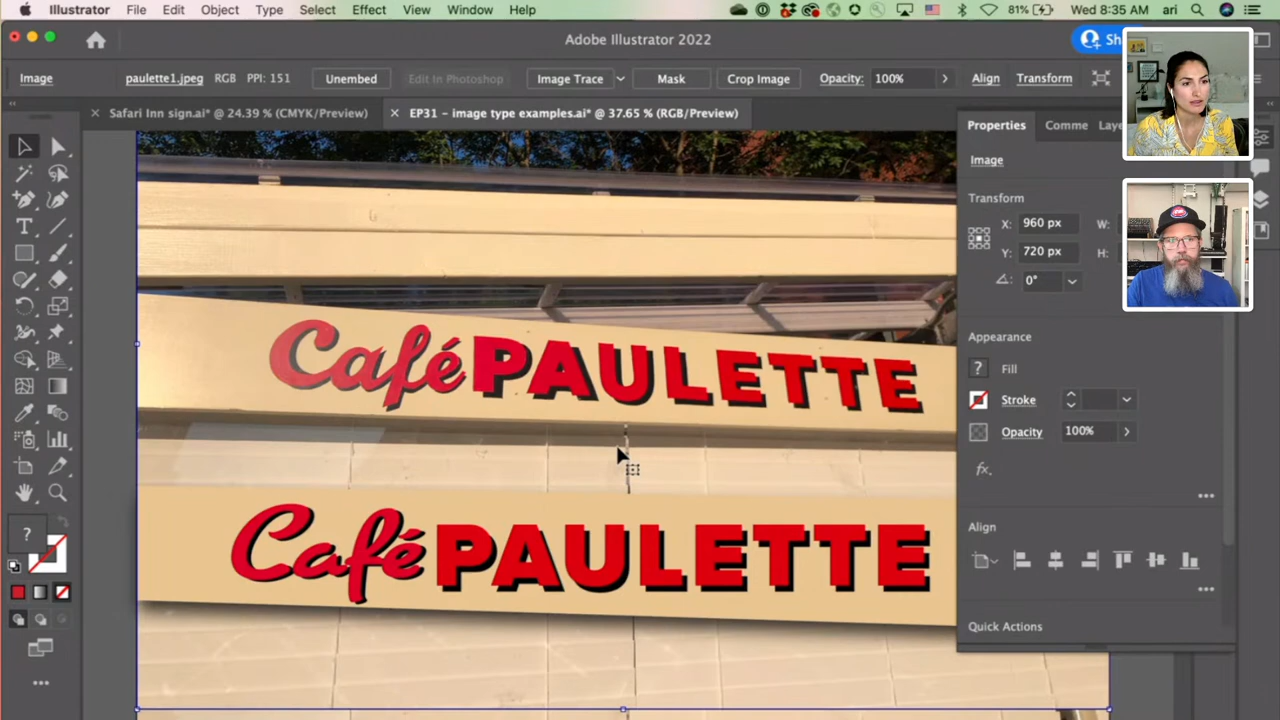 Illustrator File Edit Object Type Select Effect View Window Help 81% Wed 8:35 AM ari
Adobe Illustrator 2022
Sh
Image paulette1.jpeg RGB PPI: 151 Unembed Edit In Photoshop Image Trace Mask Crop Image Opacity: 100% Align Transform
Safari Inn sign.ai* @ 24.39 % (CMYK/Preview) EP31 - image type examples.ai* @ 37.65 % (RGB/Preview)
Properties Comme Laye
Image
Transform
X: 960 px W:
Y: 720 px H:
0°
Appearance
? Fill
Stroke
Opacity 100%
fx.
Align
Quick Actions
Café PAULETTE
Café PAULETTE
?